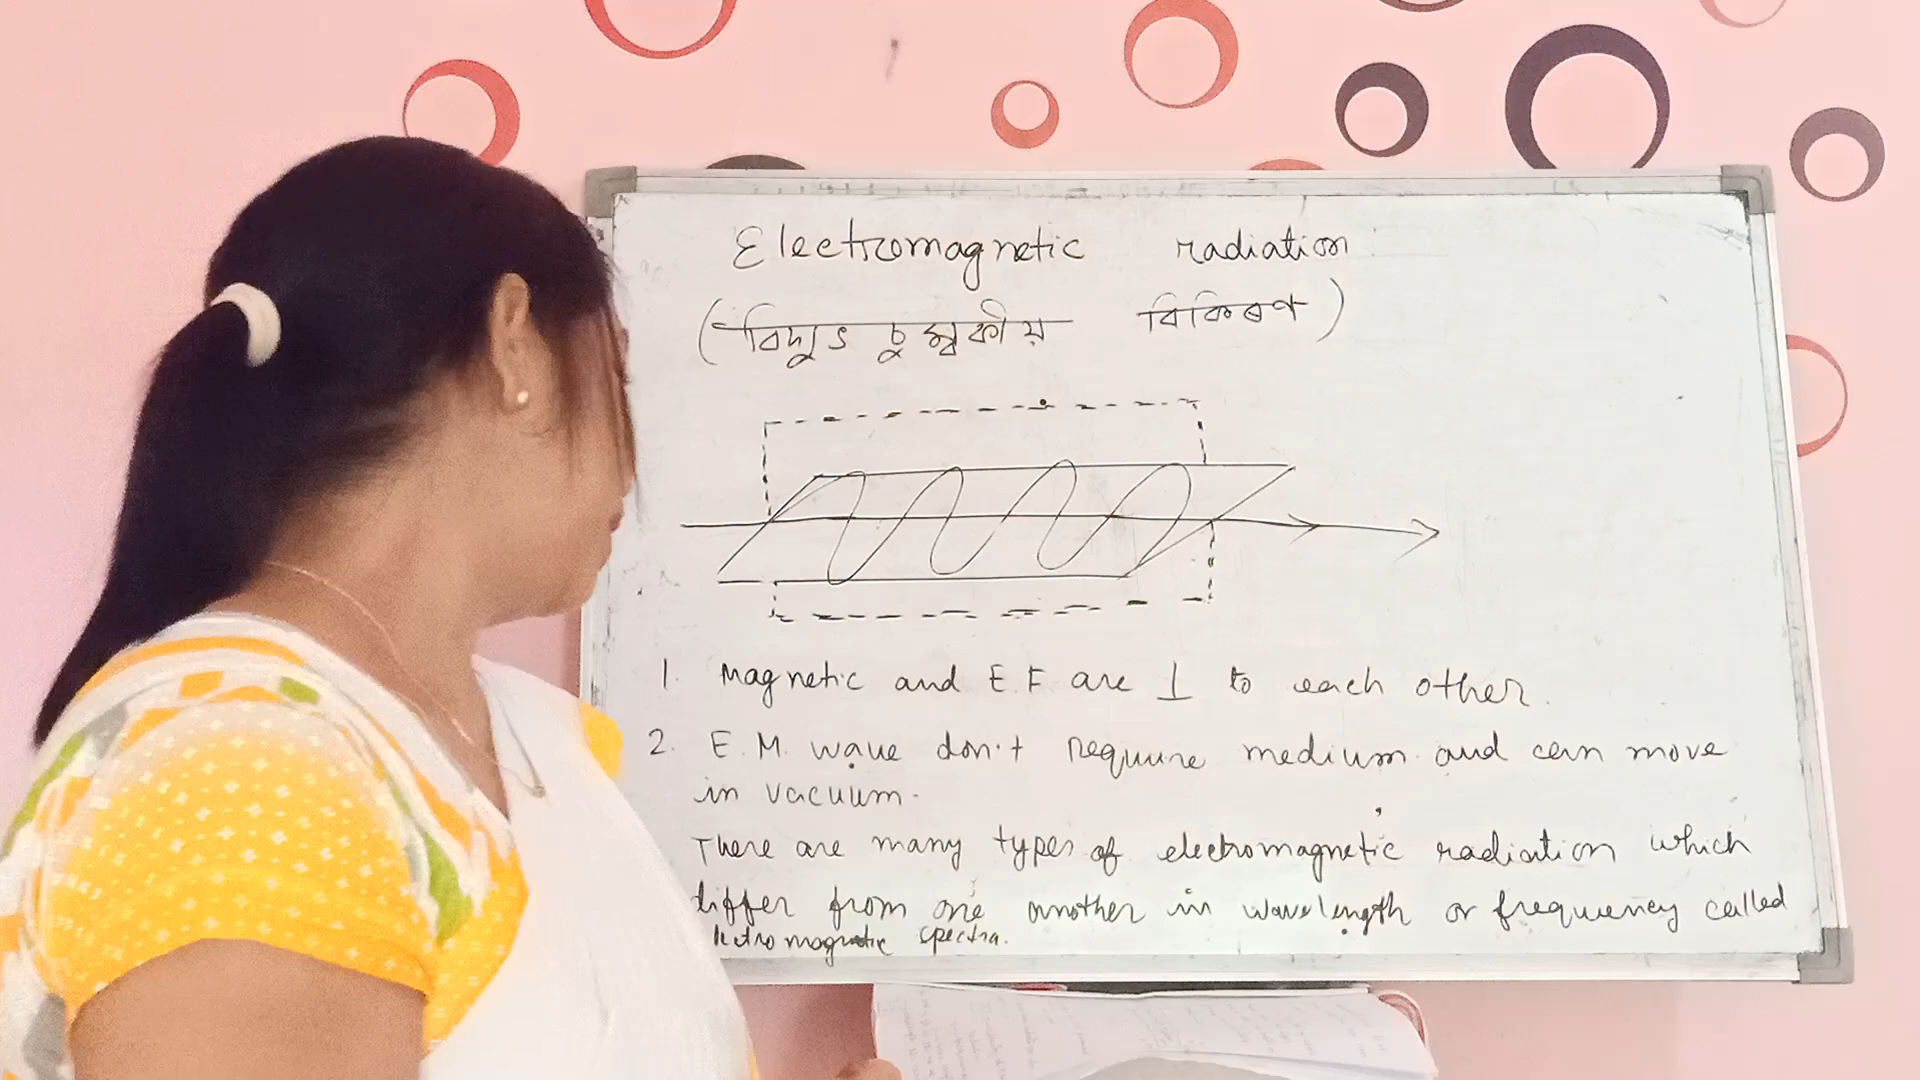 Electromagnetic radiation
(বিদ্যুৎ চুম্বকীয় বিকিৰণ)
1. Magnetic and E.F are ⊥ to each other.
2. E.M. wave don't require medium and can move
in vacuum.
There are many types of electromagnetic radiation which
differ from one another in wavelength or frequency called
lectromagnetic spectra.